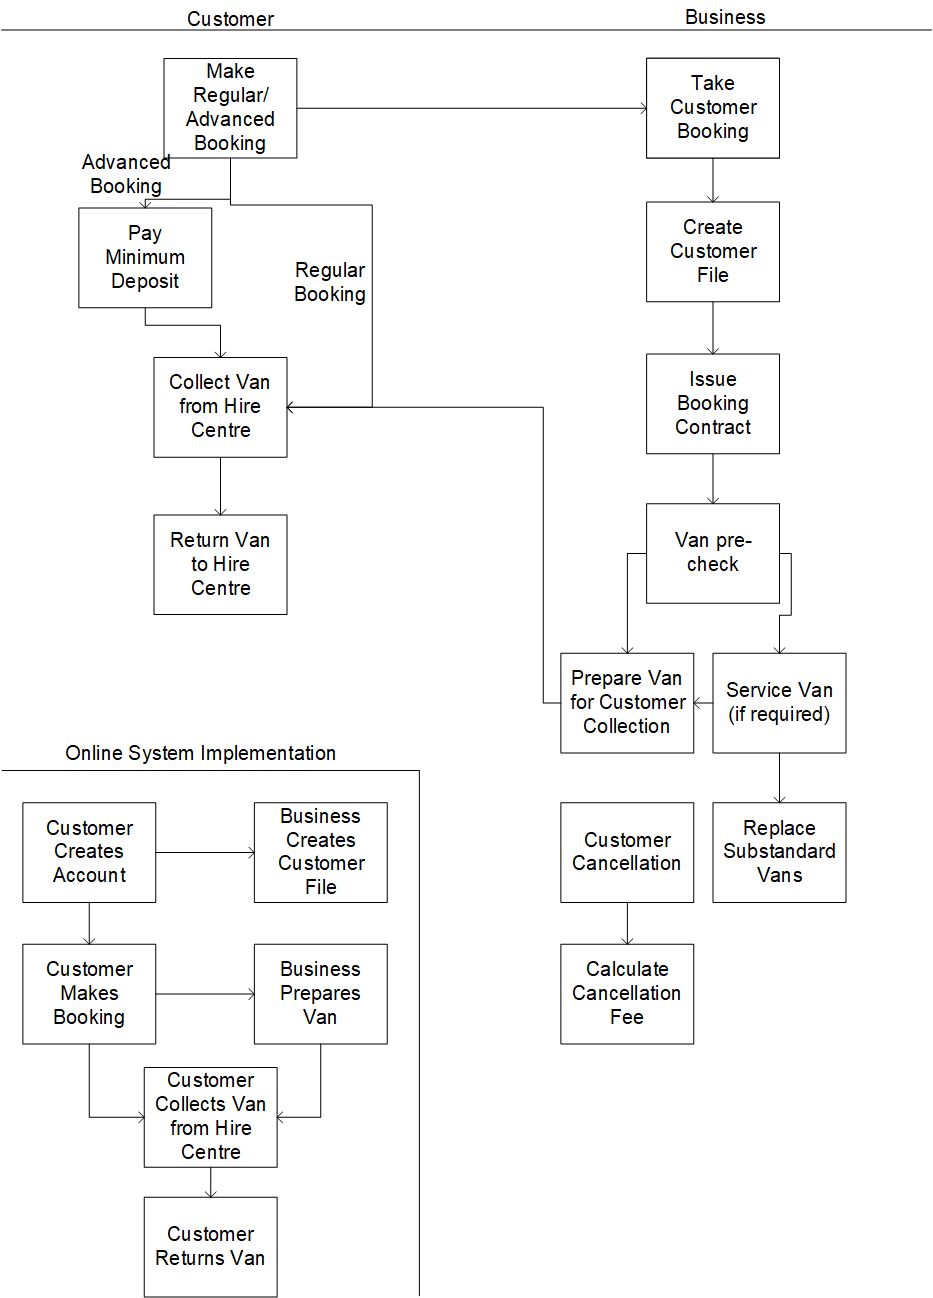 Customer
Business
Make
Regular/
Advanced
Booking
Take
Customer
Booking
Advanced
Booking
Pay
Minimum
Deposit
Create
Customer
File
Regular
Booking
Collect Van
from Hire
Centre
Issue
Booking
Contract
Return Van
to Hire
Centre
Van pre-
check
Prepare Van
for Customer
Collection
Service Van
(if required)
Online System Implementation
Customer
Creates
Account
Business
Creates
Customer
File
Customer
Cancellation
Replace
Substandard
Vans
Customer
Makes
Booking
Business
Prepares
Van
Calculate
Cancellation
Fee
Customer
Collects Van
from Hire
Centre
Customer
Returns Van